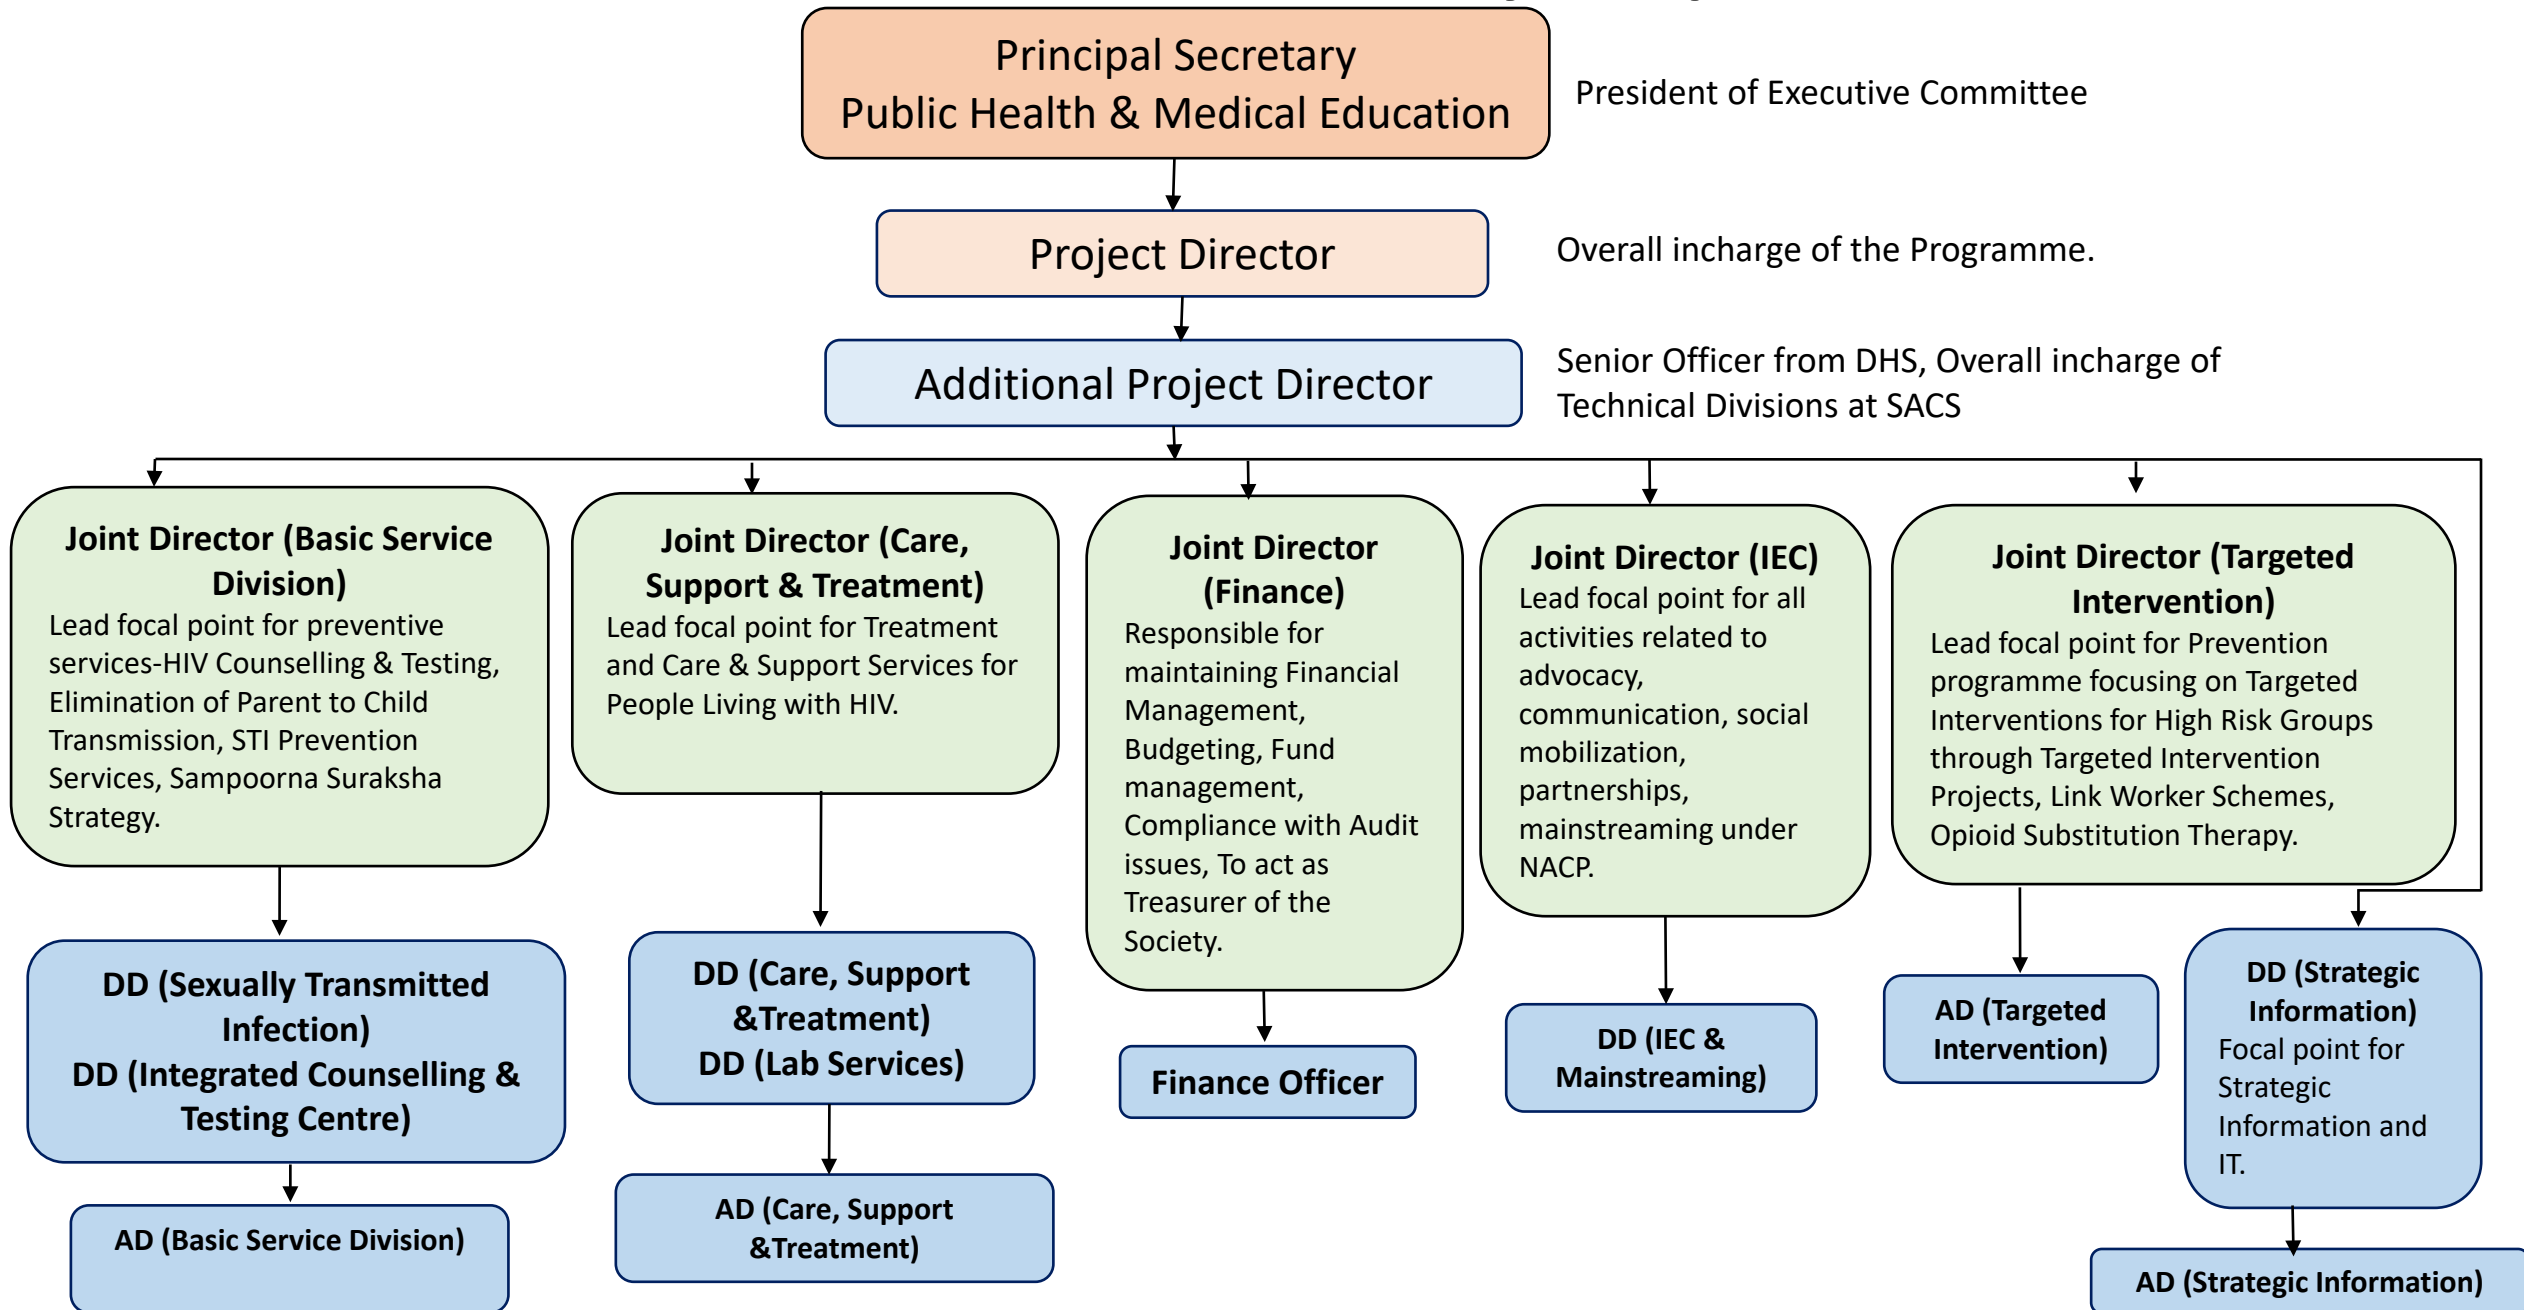 Principal Secretary
Public Health & Medical Education
President of Executive Committee
Project Director
Overall incharge of the Programme.
Additional Project Director
Senior Officer from DHS, Overall incharge of
Technical Divisions at SACS
Joint Director (Basic Service
Division)
Lead focal point for preventive
services-HIV Counselling & Testing,
Elimination of Parent to Child
Transmission, STI Prevention
Services, Sampoorna Suraksha
Strategy.
Joint Director (Care,
Support & Treatment)
Lead focal point for Treatment
and Care & Support Services for
People Living with HIV.
Joint Director
(Finance)
Responsible for
maintaining Financial
Management,
Budgeting, Fund
management,
Compliance with Audit
issues, To act as
Treasurer of the
Society.
Joint Director (IEC)
Lead focal point for all
activities related to
advocacy,
communication, social
mobilization,
partnerships,
mainstreaming under
NACP.
Joint Director (Targeted
Intervention)
Lead focal point for Prevention
programme focusing on Targeted
Interventions for High Risk Groups
through Targeted Intervention
Projects, Link Worker Schemes,
Opioid Substitution Therapy.
DD (Sexually Transmitted
Infection)
DD (Integrated Counselling &
Testing Centre)
DD (Care, Support
&Treatment)
DD (Lab Services)
Finance Officer
DD (IEC &
Mainstreaming)
AD (Targeted
Intervention)
DD (Strategic
Information)
Focal point for
Strategic
Information and
IT.
AD (Basic Service Division)
AD (Care, Support
&Treatment)
AD (Strategic Information)